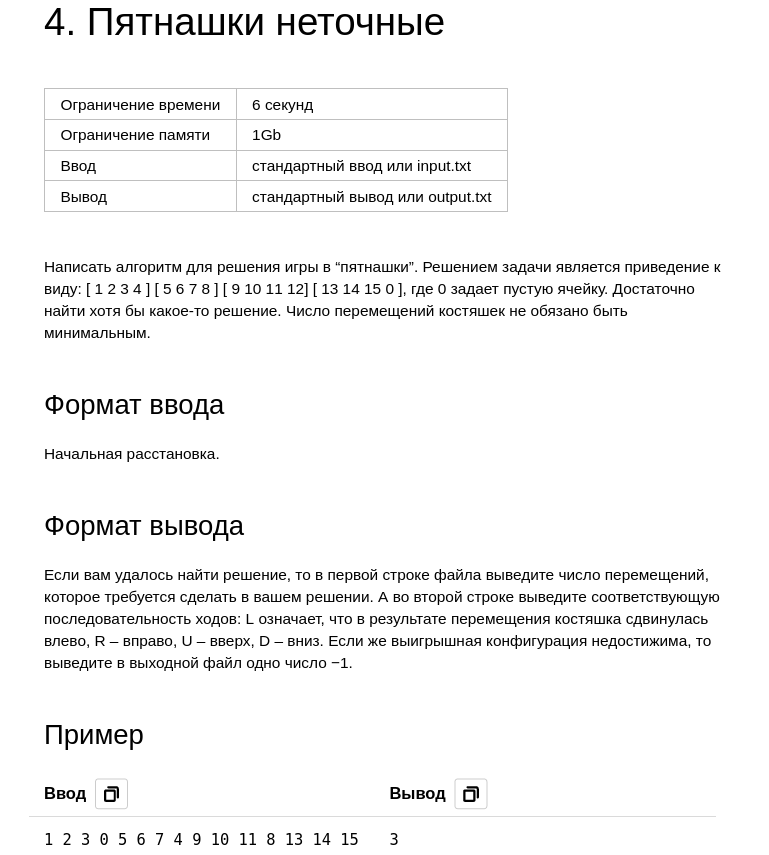 4. Пятнашки неточные
Ограничение времени 6 секунд
Ограничение памяти 1Gb
Ввод стандартный ввод или input.txt
Вывод стандартный вывод или output.txt
Написать алгоритм для решения игры в “пятнашки”. Решением задачи является приведение к
виду: [ 1 2 3 4 ] [ 5 6 7 8 ] [ 9 10 11 12] [ 13 14 15 0 ], где 0 задает пустую ячейку. Достаточно
найти хотя бы какое-то решение. Число перемещений костяшек не обязано быть
минимальным.
Формат ввода
Начальная расстановка.
Формат вывода
Если вам удалось найти решение, то в первой строке файла выведите число перемещений,
которое требуется сделать в вашем решении. А во второй строке выведите соответствующую
последовательность ходов: L означает, что в результате перемещения костяшка сдвинулась
влево, R – вправо, U – вверх, D – вниз. Если же выигрышная конфигурация недостижима, то
выведите в выходной файл одно число −1.
Пример
Ввод Вывод
1 2 3 0 5 6 7 4 9 10 11 8 13 14 15 3